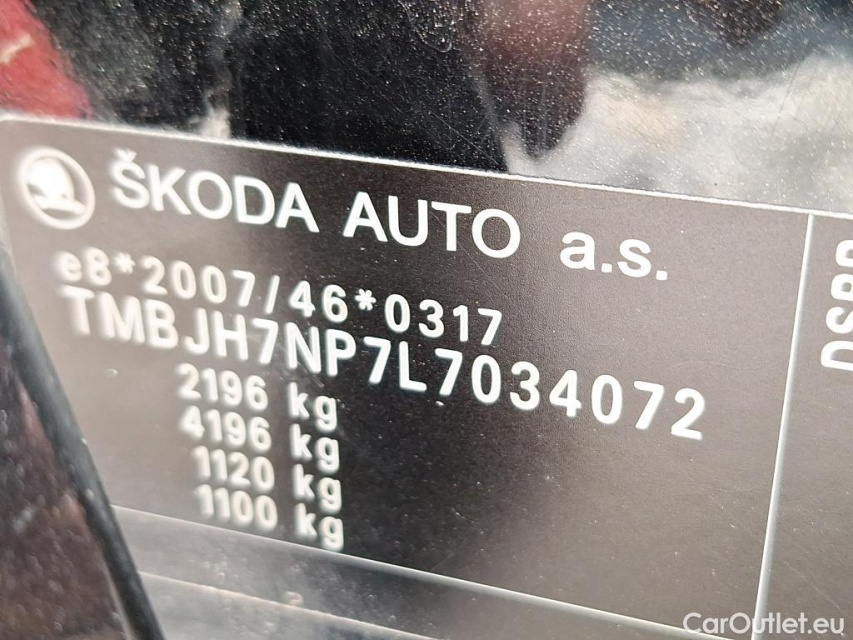 ŠKODA AUTO a.s.
e8*2007/46*0317
TMBJH7NP7L7034072
2196 kg
4196 kg
1120 kg
1100 kg
CarOutlet.eu